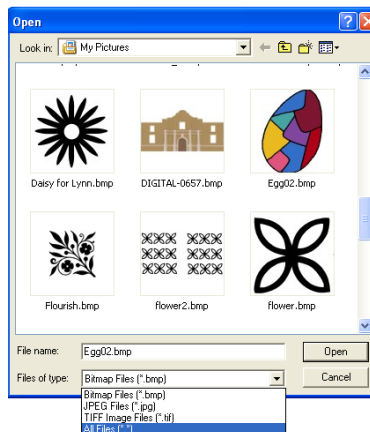 Open
Look in: My Pictures
Daisy for Lynn.bmp DIGITAL-0657.bmp Egg02.bmp
Flourish.bmp flower2.bmp flower.bmp
File name: Egg02.bmp Open
Files of type: Bitmap Files (*.bmp) Cancel
Bitmap Files (*.bmp)
JPEG Files (*.jpg)
TIFF Image Files (*.tif)
All Files (*.*)